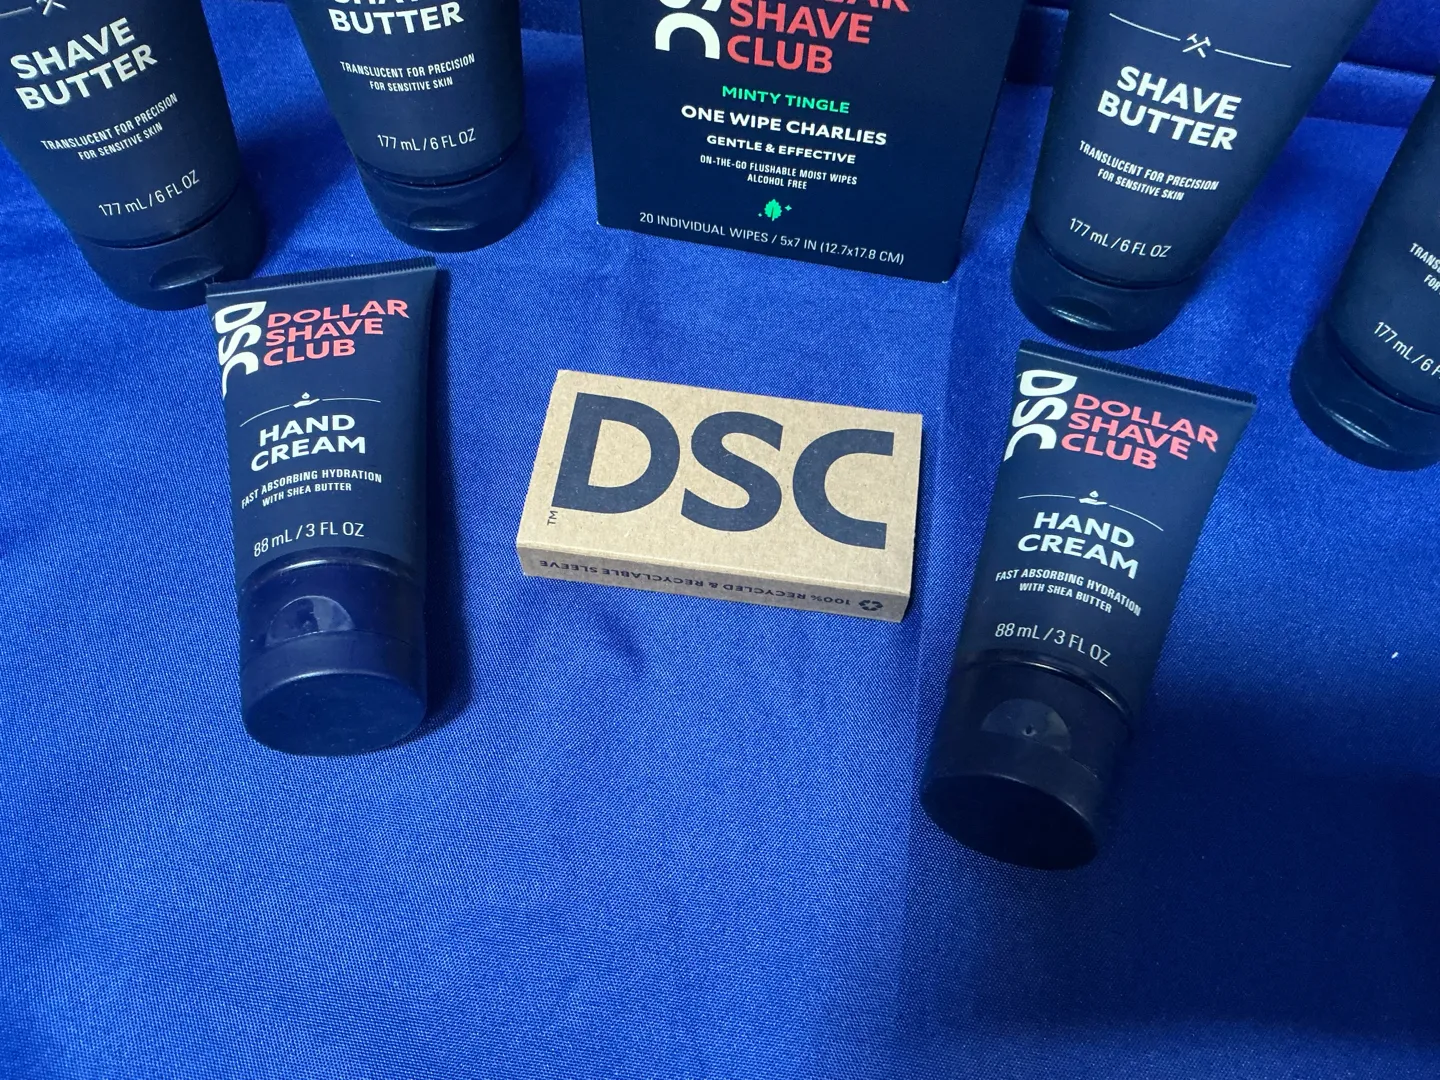 SHAVE
BUTTER
TRANSLUCENT FOR PRECISION
FOR SENSITIVE SKIN
177 mL / 6 FL OZ
BUTTER
TRANSLUCENT FOR PRECISION
FOR SENSITIVE SKIN
177 mL / 6 FL OZ
SHAVE
CLUB
MINTY TINGLE
ONE WIPE CHARLIES
GENTLE & EFFECTIVE
ON-THE-GO FLUSHABLE MOIST WIPES
ALCOHOL FREE
20 INDIVIDUAL WIPES / 5x7 IN (12.7x17.8 CM)
SHAVE
BUTTER
TRANSLUCENT FOR PRECISION
FOR SENSITIVE SKIN
177 mL / 6 FL OZ
177 mL / 6
DSC
DOLLAR
SHAVE
CLUB
HAND
CREAM
FAST ABSORBING HYDRATION
WITH SHEA BUTTER
88 mL / 3 FL OZ
DSC
TM
100% RECYCLED & RECYCLABLE SLEEVE
DSC
DOLLAR
SHAVE
CLUB
HAND
CREAM
FAST ABSORBING HYDRATION
WITH SHEA BUTTER
88 mL / 3 FL OZ